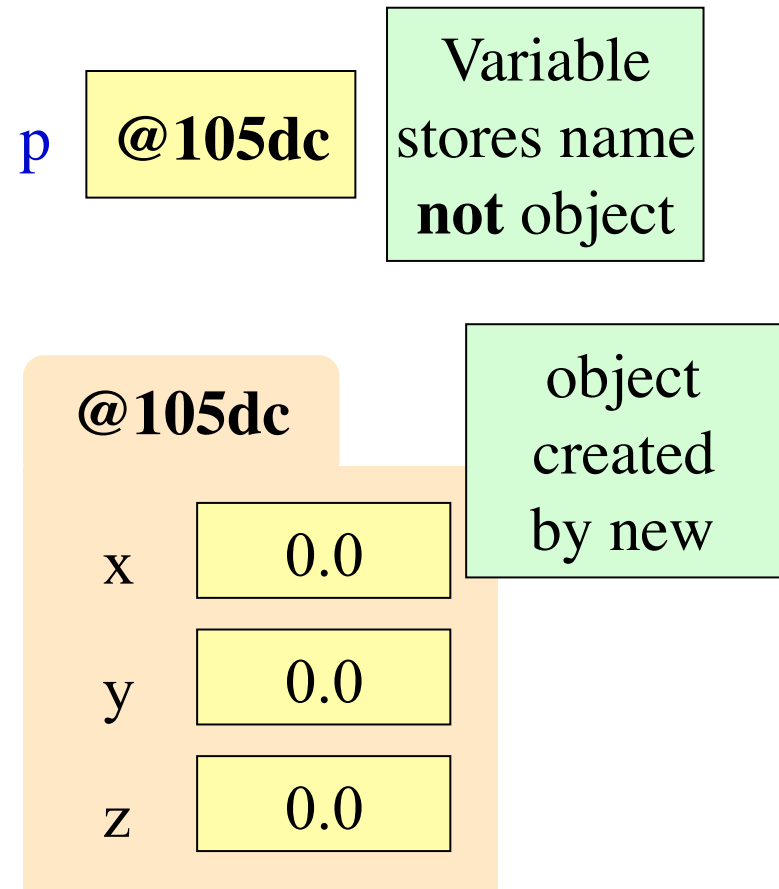 p @105dc
Variable
stores name
not object
@105dc
object
created
by new
x 0.0
y 0.0
z 0.0